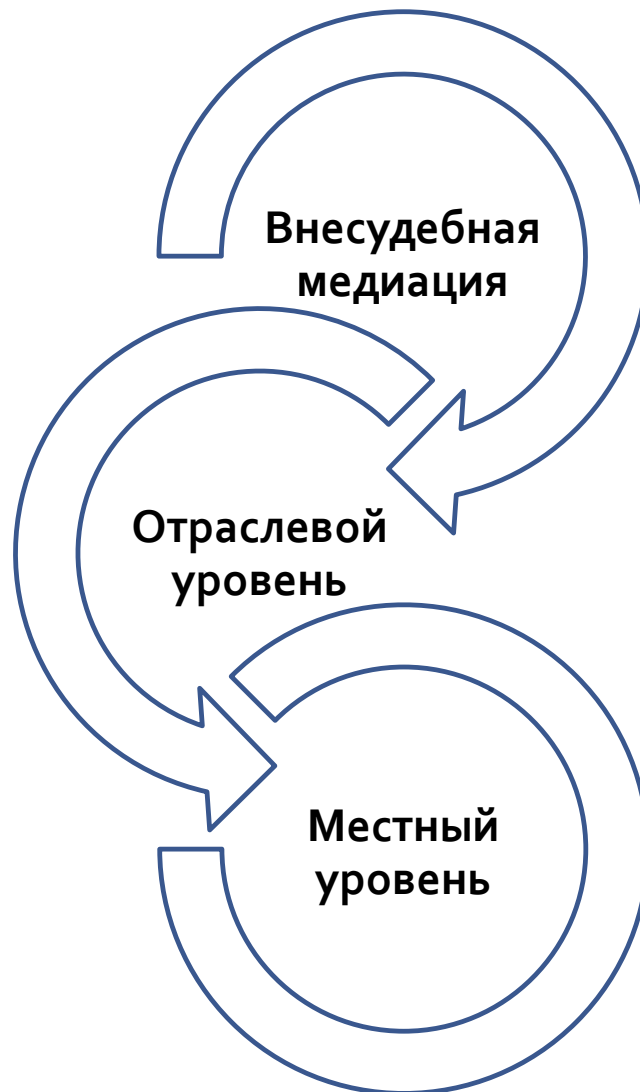 Внесудебная
медиация
Отраслевой
уровень
Местный
уровень